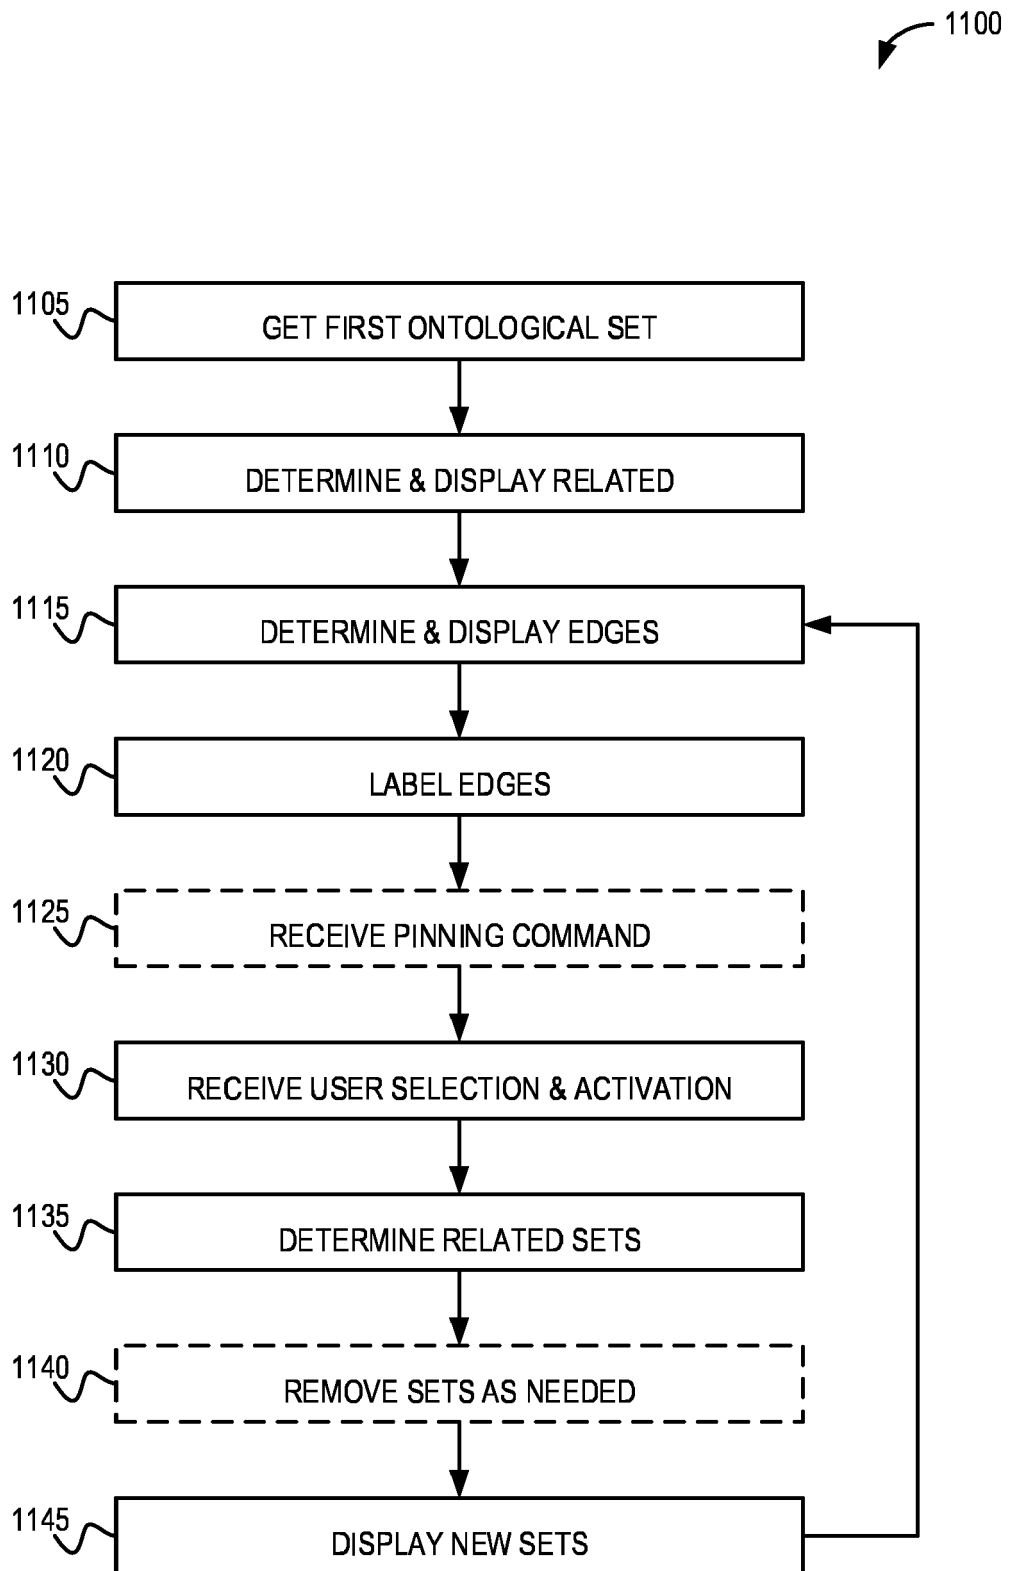 1100
1105
GET FIRST ONTOLOGICAL SET
1110
DETERMINE & DISPLAY RELATED
1115
DETERMINE & DISPLAY EDGES
1120
LABEL EDGES
1125
RECEIVE PINNING COMMAND
1130
RECEIVE USER SELECTION & ACTIVATION
1135
DETERMINE RELATED SETS
1140
REMOVE SETS AS NEEDED
1145
DISPLAY NEW SETS